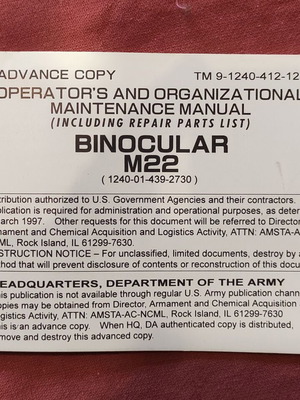 ADVANCE COPY TM 9-1240-412-12
OPERATOR'S AND ORGANIZATIONAL
MAINTENANCE MANUAL
(INCLUDING REPAIR PARTS LIST)
BINOCULAR
M22
( 1240-01-439-2730 )
tribution authorized to U.S. Government Agencies and their contractors.
blication is required for administration and operational purposes, as deter
arch 1997. Other requests for this document will be referred to Director
mament and Chemical Acquisition and Logistics Activity, ATTN: AMSTA-A
NCML, Rock Island, IL 61299-7630.
STRUCTION NOTICE – For unclassified, limited documents, destroy by a
thod that will prevent disclosure of contents or reconstruction of this docu
HEADQUARTERS, DEPARTMENT OF THE ARMY
This publication is not available through regular U.S. Army publication chann
opies may be obtained from Director, Armament and Chemical Acquisition
ogistics Activity, ATTN: AMSTA-AC-NCML, Rock Island, IL 61299-7630
his is an advance copy. When HQ, DA authenticated copy is distributed,
move and destroy this advanced copy.